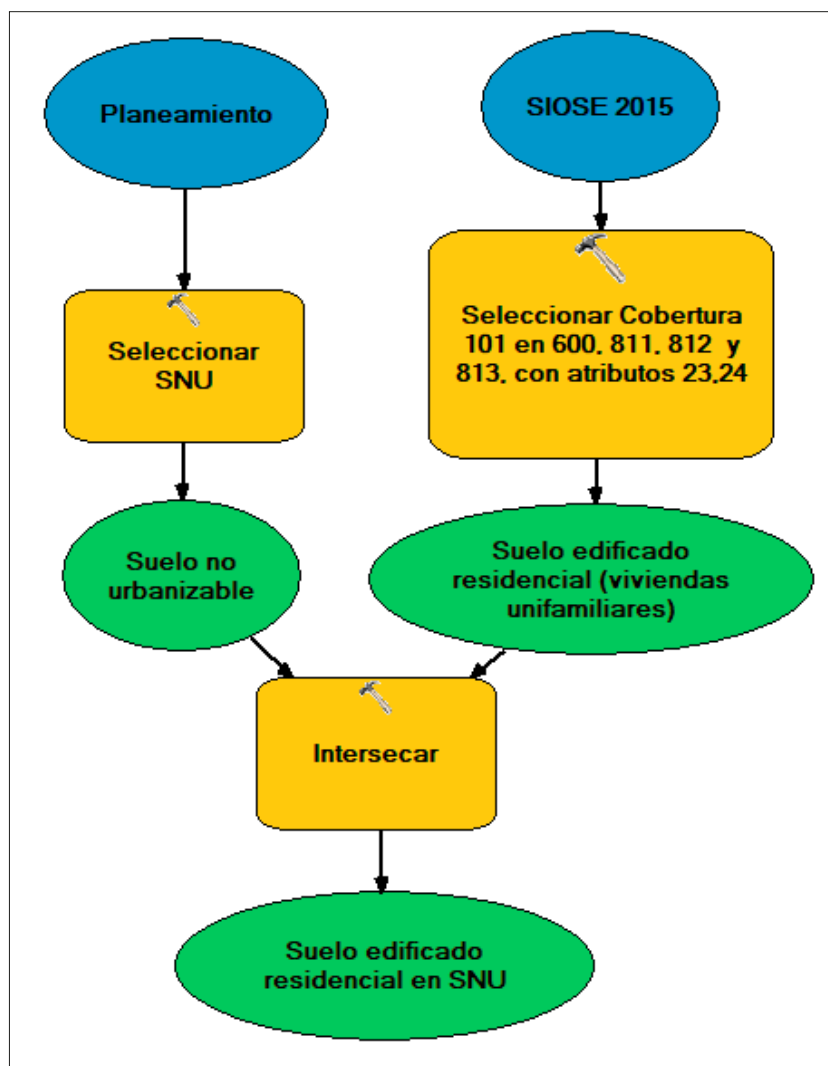 Planeamiento
SIOSE 2015
Seleccionar
SNU
Seleccionar Cobertura
101 en 600, 811, 812 y
813, con atributos 23,24
Suelo no
urbanizable
Suelo edificado
residencial (viviendas
unifamiliares)
Intersecar
Suelo edificado
residencial en SNU